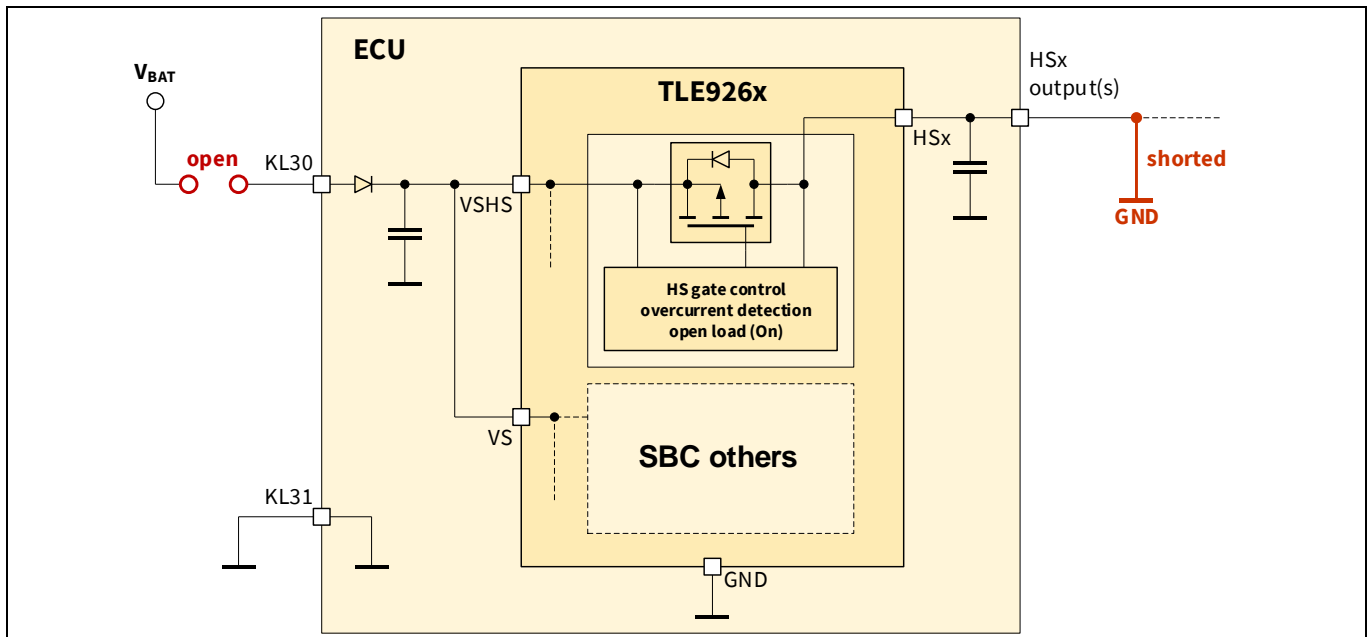 ECU
V_BAT
HSx
output(s)
TLE926x
HSx
open
KL30
shorted
VSHS
GND
HS gate control
overcurrent detection
open load (On)
VS
SBC others
KL31
GND